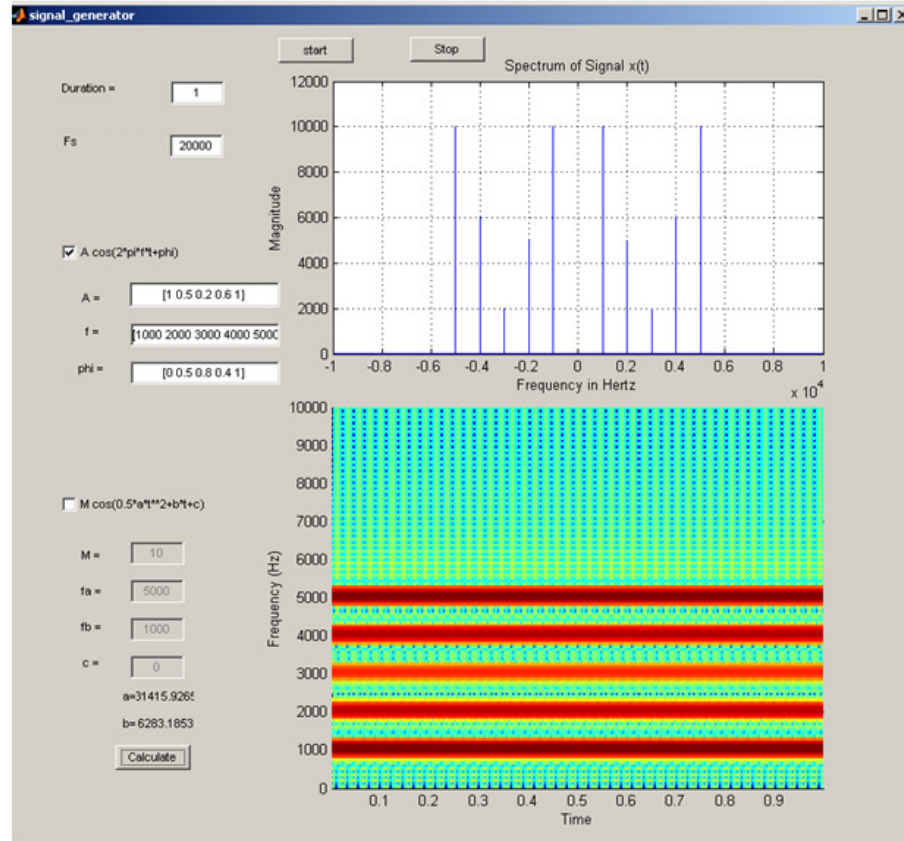 signal_generator
start
Stop
Duration =
1
Fs
20000
A cos(2*pi*f*t+phi)
A =
[1 0.5 0.2 0.6 1]
f =
[1000 2000 3000 4000 5000
phi =
[0 0.5 0.8 0.4 1]
Spectrum of Signal x(t)
Magnitude
12000
10000
8000
6000
4000
2000
0
-1 -0.8 -0.6 -0.4 -0.2 0 0.2 0.4 0.6 0.8 1
Frequency in Hertz
x 10^4
M cos(0.5*a*t**2+b*t+c)
M =
10
fa =
5000
fb =
1000
c =
0
a=31415.9265
b= 6283.1853
Calculate
Frequency (Hz)
10000
9000
8000
7000
6000
5000
4000
3000
2000
1000
0
0.1 0.2 0.3 0.4 0.5 0.6 0.7 0.8 0.9
Time